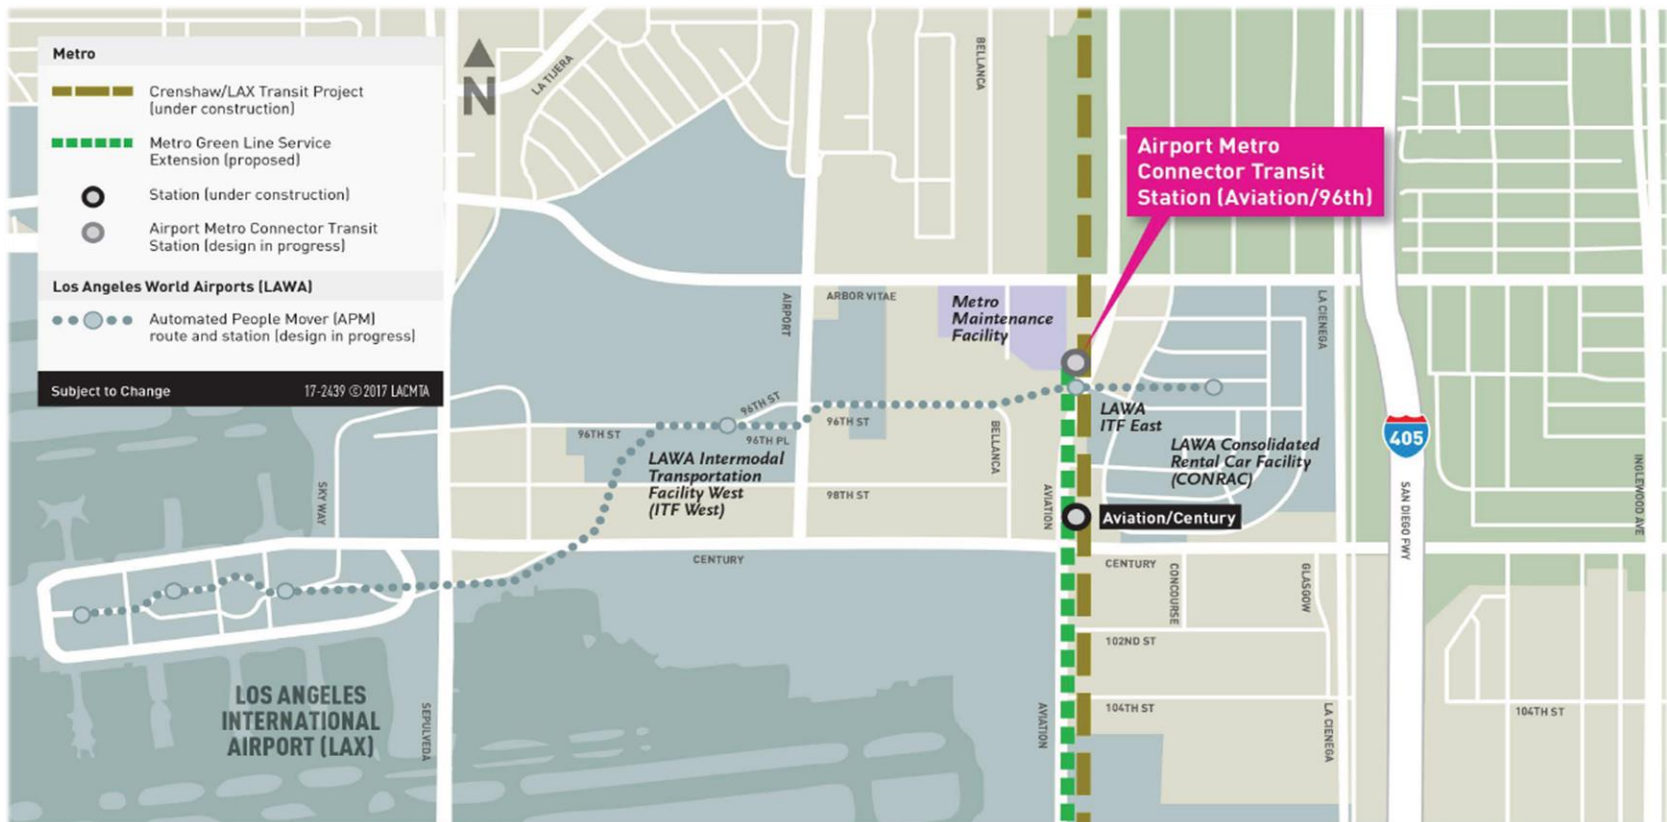 Metro
Crenshaw/LAX Transit Project
(under construction)
Metro Green Line Service
Extension (proposed)
Station (under construction)
Airport Metro Connector Transit
Station (design in progress)
Los Angeles World Airports (LAWA)
Automated People Mover (APM)
route and station (design in progress)
Subject to Change 17-2439 © 2017 LACMTA
N
LA TIJERA
BELLANCA
Airport Metro
Connector Transit
Station (Aviation/96th)
AIRPORT
ARBOR VITAE
Metro
Maintenance
Facility
LA CIENEGA
96TH ST
96TH ST
96TH PL
96TH ST
LAWA
ITF East
LAWA Intermodal
Transportation
Facility West
(ITF West)
BELLANCA
LAWA Consolidated
Rental Car Facility
(CONRAC)
405
SKY WAY
98TH ST
AVIATION
Aviation/Century
SAN DIEGO FWY
INGLEWOOD AVE
CENTURY
CENTURY
CONCOURSE
GLASGOW
102ND ST
LOS ANGELES
INTERNATIONAL
AIRPORT (LAX)
SEPULVEDA
AVIATION
104TH ST
LA CIENEGA
104TH ST